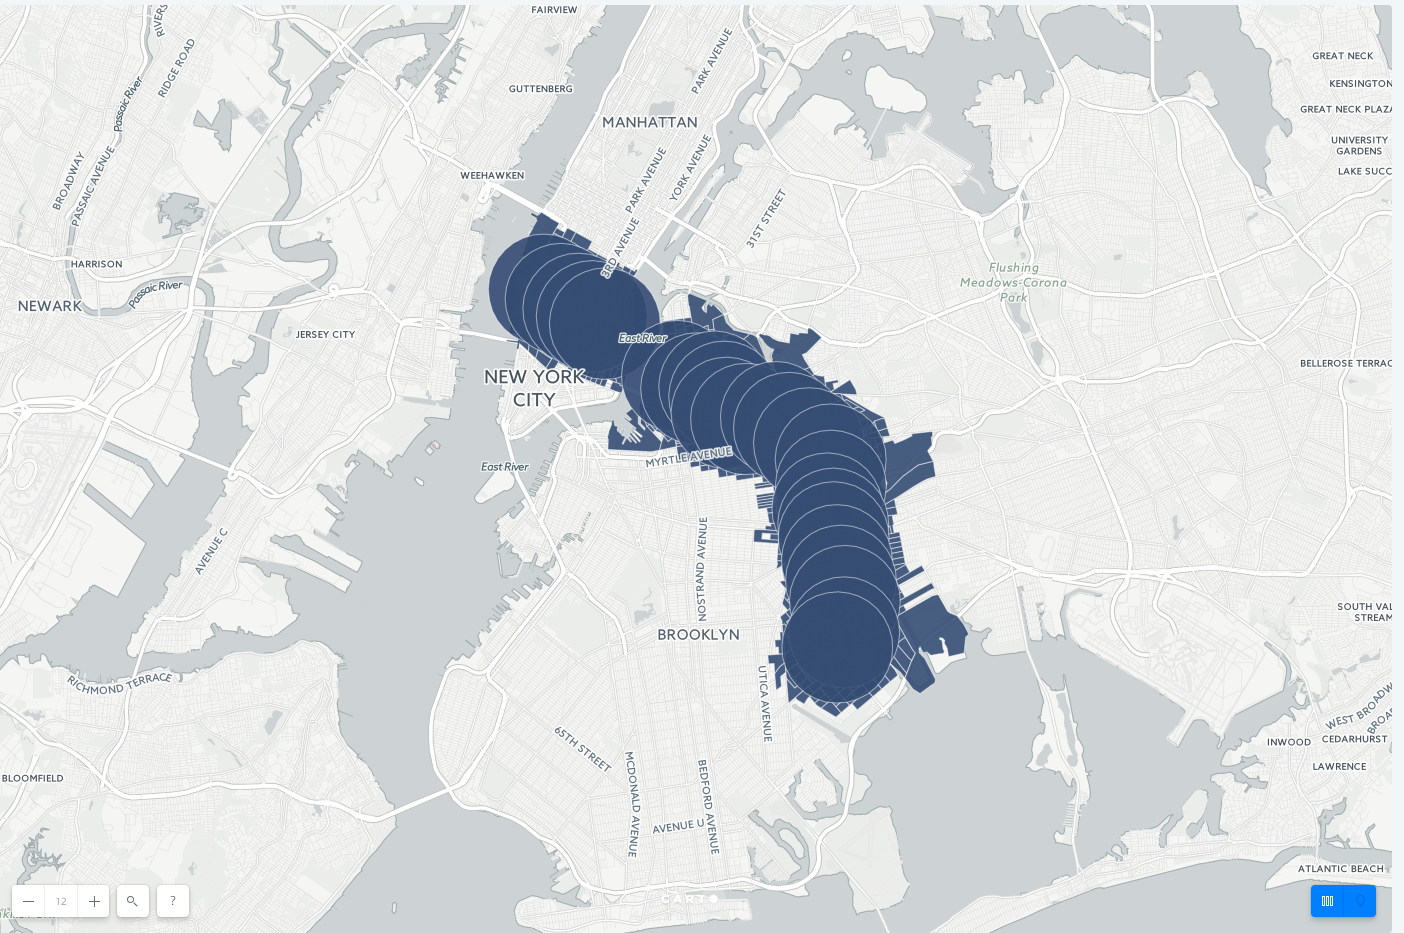 FAIRVIEW
RIDGE ROAD
PARK AVENUE
GREAT NECK
Passaic River
GUTTENBERG
KENSINGTON
GREAT NECK PLAZA
MANHATTAN
UNIVERSITY
GARDENS
BROADWAY
PASSAIC AVENUE
WEEHAWKEN
PARK AVENUE
YORK AVENUE
LAKE SUCC
31ST STREET
3RD AVENUE
HARRISON
Flushing
Meadows-Corona
Park
Passaic River
NEWARK
JERSEY CITY
East River
BELLEROSE TERRAC
NEW YORK
CITY
MYRTLE AVENUE
East River
AVENUE C
NOSTRAND AVENUE
SOUTH VAL
STREAM
BROOKLYN
RICHMOND TERRACE
UTICA AVENUE
WEST BROADW
65TH STREET
INWOOD
CEDARHURST
LAWRENCE
BLOOMFIELD
MCDONALD AVENUE
BEDFORD AVENUE
AVENUE U
ATLANTIC BEACH
12
?
CARTO